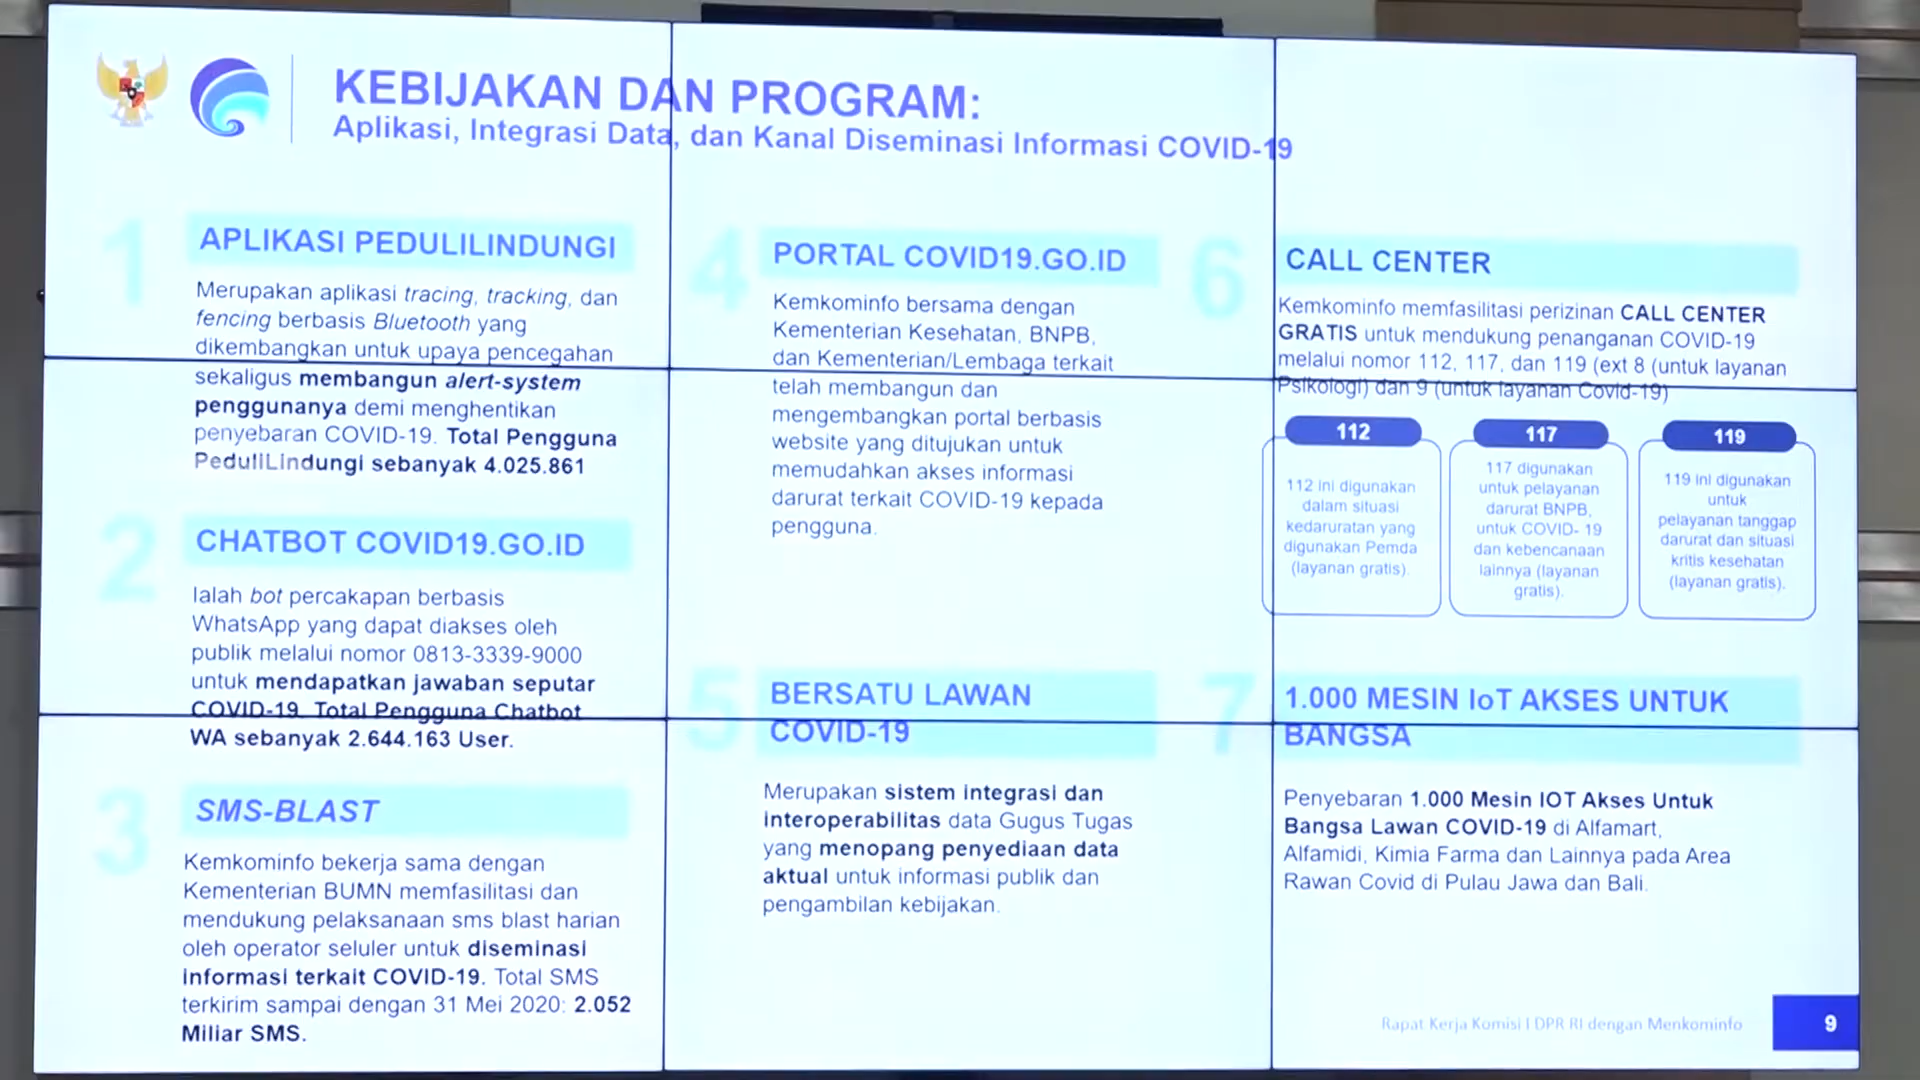 KEBIJAKAN DAN PROGRAM:
Aplikasi, Integrasi Data, dan Kanal Diseminasi Informasi COVID-19
1
APLIKASI PEDULILINDUNGI
Merupakan aplikasi tracing, tracking, dan
fencing berbasis Bluetooth yang
dikembangkan untuk upaya pencegahan
sekaligus membangun alert-system
penggunanya demi menghentikan
penyebaran COVID-19. Total Pengguna
PeduliLindungi sebanyak 4.025.861
2
CHATBOT COVID19.GO.ID
Ialah bot percakapan berbasis
WhatsApp yang dapat diakses oleh
publik melalui nomor 0813-3339-9000
untuk mendapatkan jawaban seputar
COVID-19. Total Pengguna Chatbot
WA sebanyak 2.644.163 User.
3
SMS-BLAST
Kemkominfo bekerja sama dengan
Kementerian BUMN memfasilitasi dan
mendukung pelaksanaan sms blast harian
oleh operator seluler untuk diseminasi
informasi terkait COVID-19. Total SMS
terkirim sampai dengan 31 Mei 2020: 2.052
Miliar SMS.
4
PORTAL COVID19.GO.ID
Kemkominfo bersama dengan
Kementerian Kesehatan, BNPB,
dan Kementerian/Lembaga terkait
telah membangun dan
mengembangkan portal berbasis
website yang ditujukan untuk
memudahkan akses informasi
darurat terkait COVID-19 kepada
pengguna.
5
BERSATU LAWAN
COVID-19
Merupakan sistem integrasi dan
interoperabilitas data Gugus Tugas
yang menopang penyediaan data
aktual untuk informasi publik dan
pengambilan kebijakan.
6
CALL CENTER
Kemkominfo memfasilitasi perizinan CALL CENTER
GRATIS untuk mendukung penanganan COVID-19
melalui nomor 112, 117, dan 119 (ext 8 (untuk layanan
Psikologi) dan 9 (untuk layanan Covid-19)
112
112 ini digunakan
dalam situasi
kedaruratan yang
digunakan Pemda
(layanan gratis).
117
117 digunakan
untuk pelayanan
darurat BNPB,
untuk COVID- 19
dan kebencanaan
lainnya (layanan
gratis).
119
119 ini digunakan
untuk
pelayanan tanggap
darurat dan situasi
kritis kesehatan
(layanan gratis).
7
1.000 MESIN IoT AKSES UNTUK
BANGSA
Penyebaran 1.000 Mesin IOT Akses Untuk
Bangsa Lawan COVID-19 di Alfamart,
Alfamidi, Kimia Farma dan Lainnya pada Area
Rawan Covid di Pulau Jawa dan Bali.
Rapat Kerja Komisi I DPR RI dengan Menkominfo
9